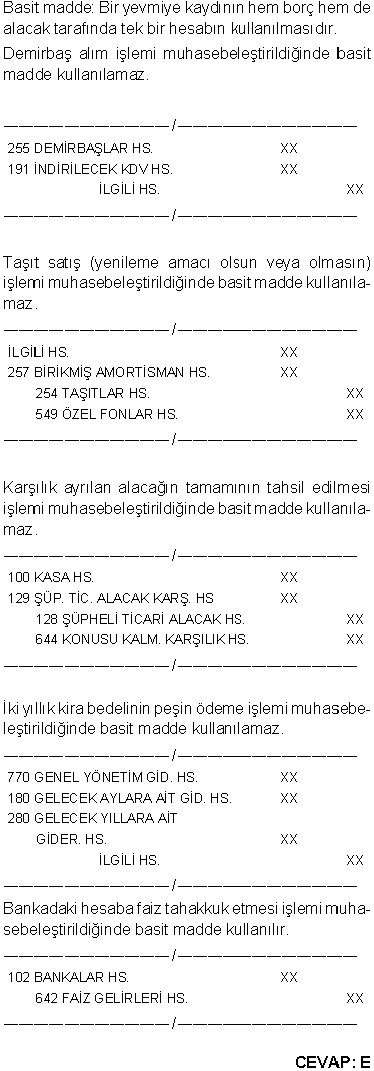 Basit madde: Bir yevmiye kaydının hem borç hem de
alacak tarafında tek bir hesabın kullanılmasıdır.
Demirbaş alım işlemi muhasebeleştirildiğinde basit
madde kullanılamaz.
——————————— / ————————————
255 DEMİRBAŞLAR HS. XX
191 İNDİRİLECEK KDV HS. XX
İLGİLİ HS. XX
——————————— / ————————————
Taşıt satış (yenileme amacı olsun veya olmasın)
işlemi muhasebeleştirildiğinde basit madde kullanıla-
maz.
——————————— / ————————————
İLGİLİ HS. XX
257 BİRİKMİŞ AMORTİSMAN HS. XX
254 TAŞITLAR HS. XX
549 ÖZEL FONLAR HS. XX
——————————— / ————————————
Karşılık ayrılan alacağın tamamının tahsil edilmesi
işlemi muhasebeleştirildiğinde basit madde kullanıla-
maz.
——————————— / ————————————
100 KASA HS. XX
129 ŞÜP. TİC. ALACAK KARŞ. HS XX
128 ŞÜPHELİ TİCARİ ALACAK HS. XX
644 KONUSU KALM. KARŞILIK HS. XX
——————————— / ————————————
İki yıllık kira bedelinin peşin ödeme işlemi muhasebe-
leştirildiğinde basit madde kullanılamaz.
——————————— / ————————————
770 GENEL YÖNETİM GİD. HS. XX
180 GELECEK AYLARA AİT GİD. HS. XX
280 GELECEK YILLARA AİT
GİDER. HS. XX
İLGİLİ HS. XX
——————————— / ————————————
Bankadaki hesaba faiz tahakkuk etmesi işlemi muha-
sebeleştirildiğinde basit madde kullanılır.
——————————— / ————————————
102 BANKALAR HS. XX
642 FAİZ GELİRLERİ HS. XX
——————————— / ————————————
CEVAP: E